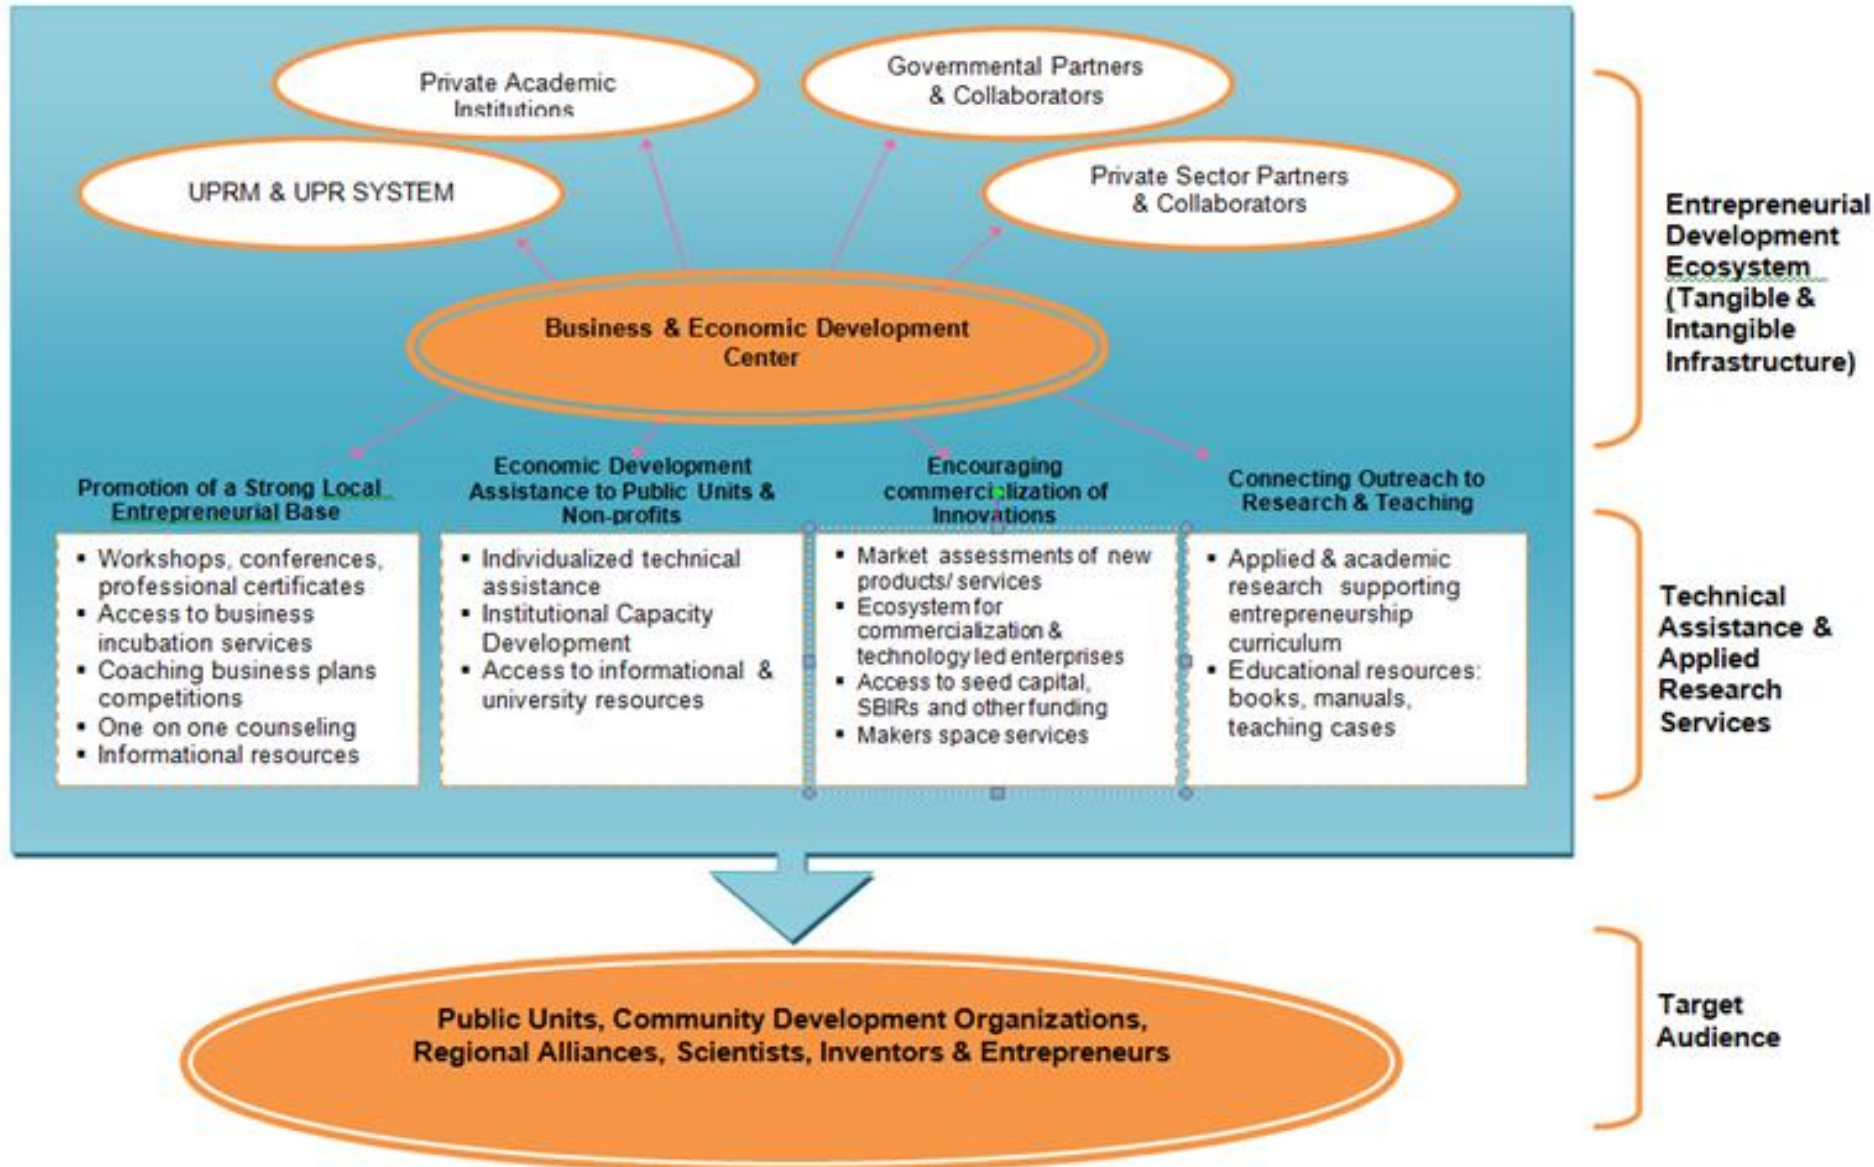 Private Academic
Institutions
Governmental Partners
& Collaborators
UPRM & UPR SYSTEM
Private Sector Partners
& Collaborators
Business & Economic Development
Center
Entrepreneurial
Development
Ecosystem
(Tangible &
Intangible
Infrastructure)
Promotion of a Strong Local
Entrepreneurial Base
▪ Workshops, conferences,
professional certificates
▪ Access to business
incubation services
▪ Coaching business plans
competitions
▪ One on one counseling
▪ Informational resources
Economic Development
Assistance to Public Units &
Non-profits
▪ Individualized technical
assistance
▪ Institutional Capacity
Development
▪ Access to informational &
university resources
Encouraging
commercialization of
Innovations
▪ Market assessments of new
products/ services
▪ Ecosystem for
commercialization &
technology led enterprises
▪ Access to seed capital,
SBIRs and other funding
▪ Makers space services
Connecting Outreach to
Research & Teaching
▪ Applied & academic
research supporting
entrepreneurship
curriculum
▪ Educational resources:
books, manuals,
teaching cases
Technical
Assistance &
Applied
Research
Services
Public Units, Community Development Organizations,
Regional Alliances, Scientists, Inventors & Entrepreneurs
Target
Audience